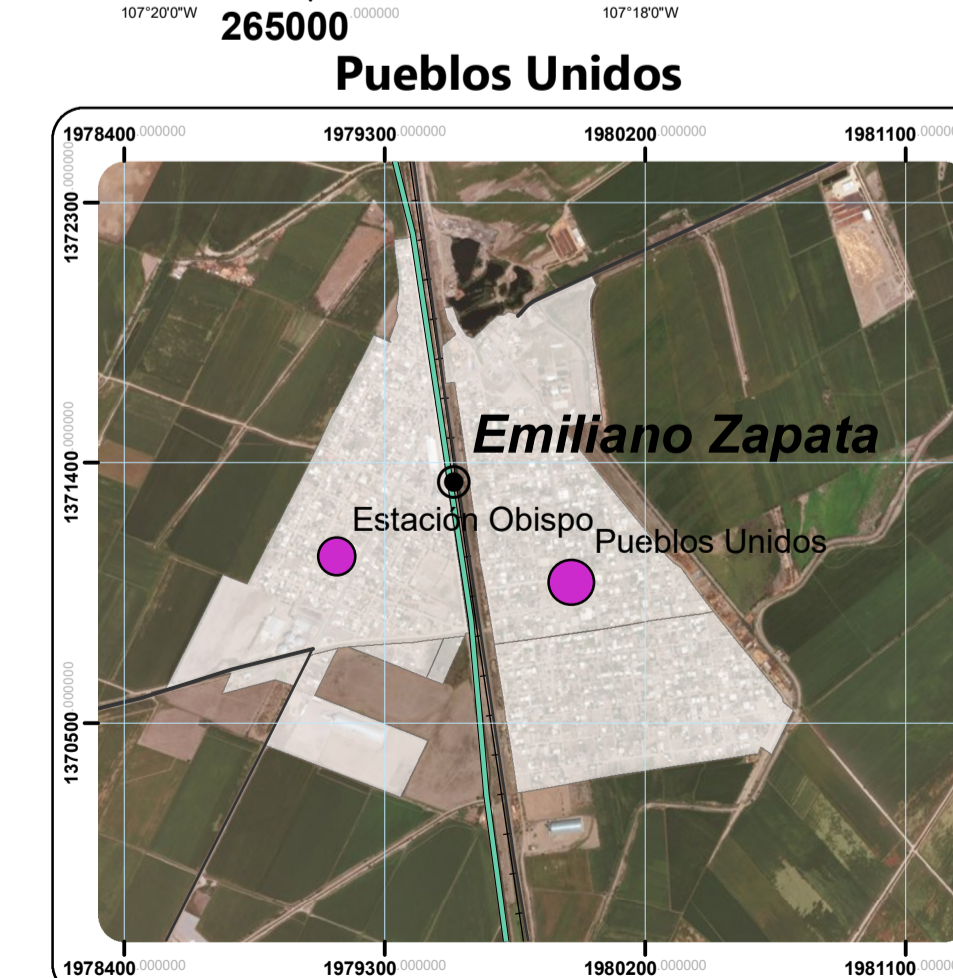 107°20'0"W 107°18'0"W
265000.000000
Pueblos Unidos
1978400.000000 1979300.000000 1980200.000000 1981100.000000
1372300.000000
Emiliano Zapata
1371400.000000
Estación Obispo
Pueblos Unidos
1370500.000000
1978400.000000 1979300.000000 1980200.000000 1981100.000000